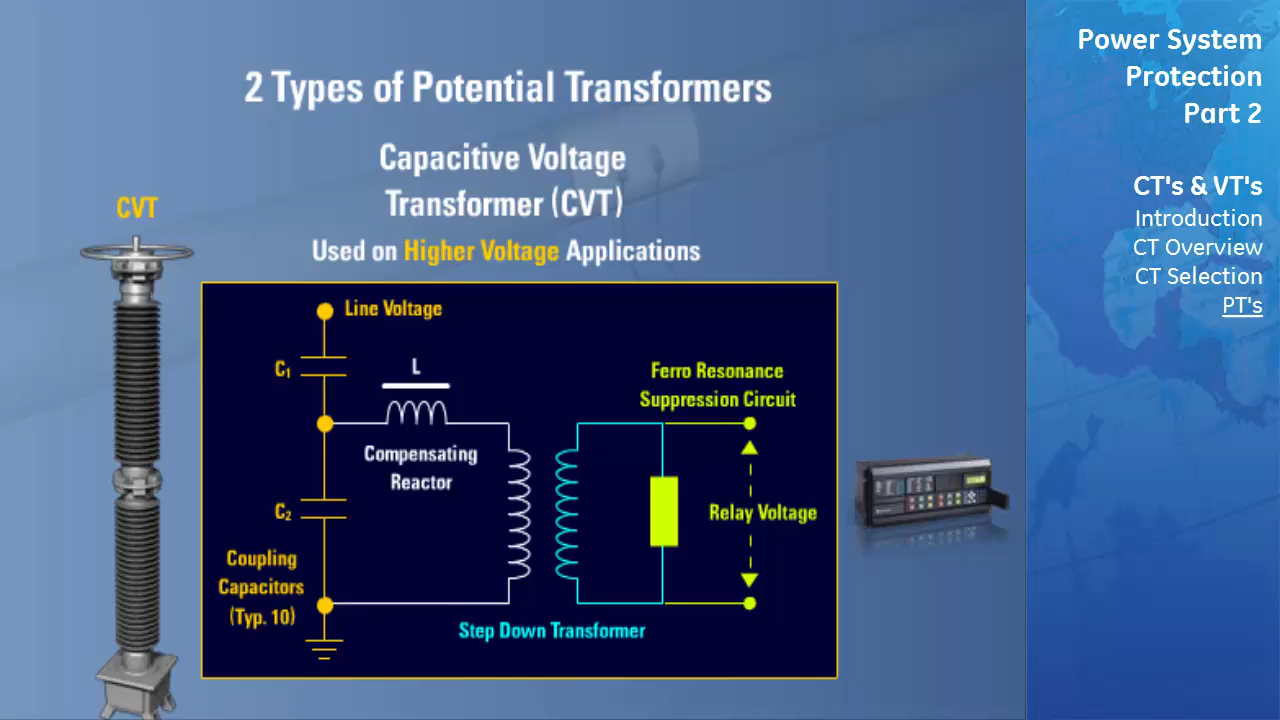 2 Types of Potential Transformers
Capacitive Voltage
Transformer (CVT)
Used on Higher Voltage Applications
CVT
Line Voltage
C₁
L
Compensating
Reactor
Ferro Resonance
Suppression Circuit
C₂
Relay Voltage
Coupling
Capacitors
(Typ. 10)
Step Down Transformer
Power System
Protection
Part 2
CT's & VT's
Introduction
CT Overview
CT Selection
PT's